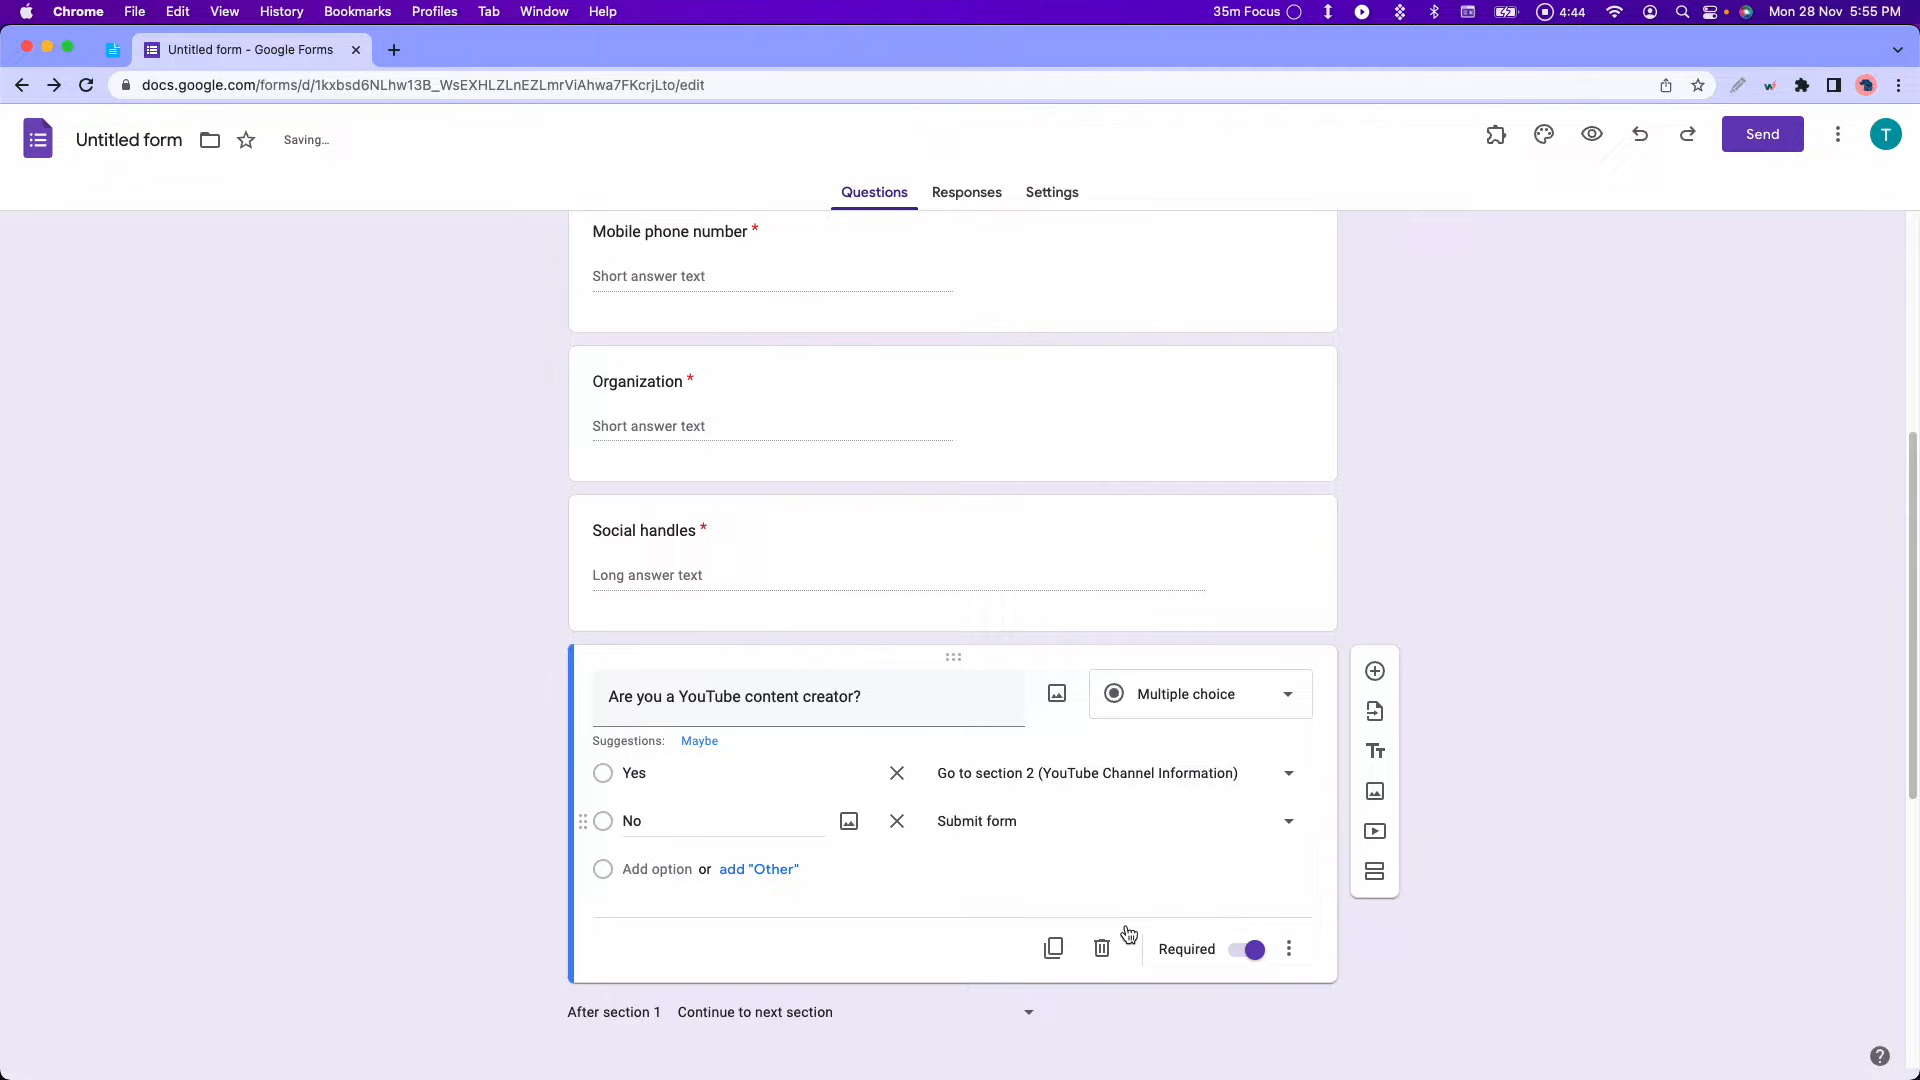 Chrome File Edit View History Bookmarks Profiles Tab Window Help 35m Focus 4:44 Mon 28 Nov 5:55 PM
Untitled form - Google Forms
docs.google.com/forms/d/1kxbsd6NLhw13B_WsEXHLZLnEZLmrViAhwa7FKcrjLto/edit
Untitled form Saving... Send T
Questions Responses Settings
Mobile phone number *
Short answer text
Organization *
Short answer text
Social handles *
Long answer text
Are you a YouTube content creator? Multiple choice
Suggestions: Maybe
Yes Go to section 2 (YouTube Channel Information)
No Submit form
Add option or add "Other"
Required
After section 1 Continue to next section